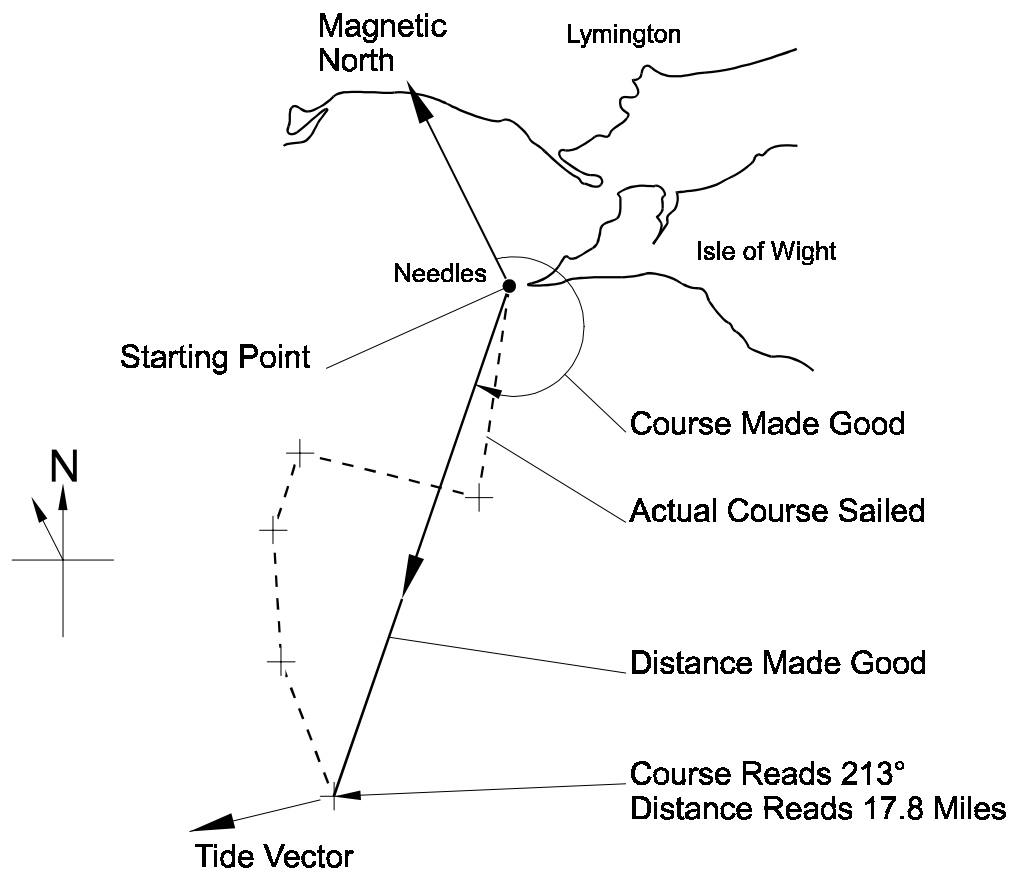 Magnetic
North
Lymington
Isle of Wight
Needles
Starting Point
Course Made Good
N
Actual Course Sailed
Distance Made Good
Course Reads 213°
Distance Reads 17.8 Miles
Tide Vector